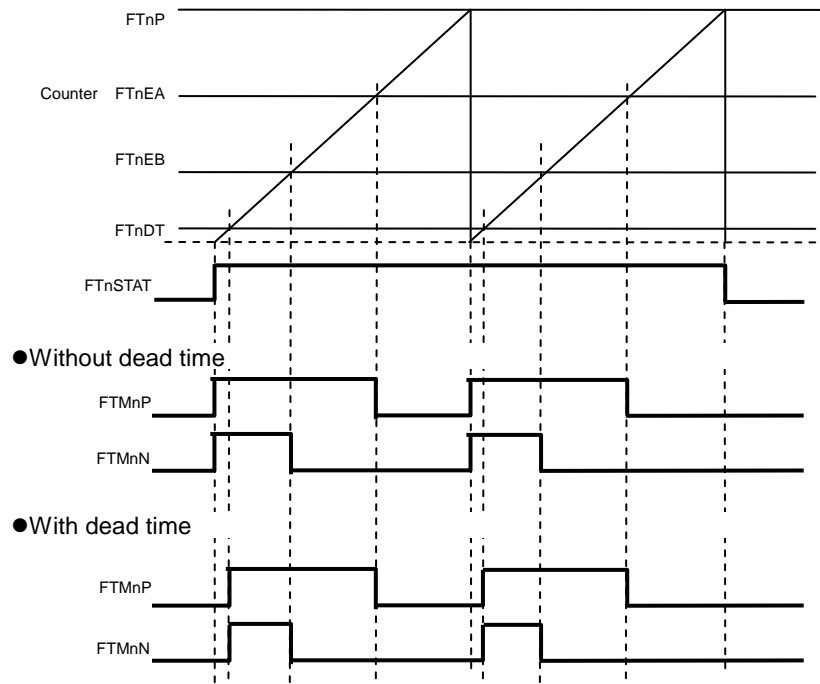 FTnP
Counter FTnEA
FTnEB
FTnDT
FTnSTAT
●Without dead time
FTMnP
FTMnN
●With dead time
FTMnP
FTMnN